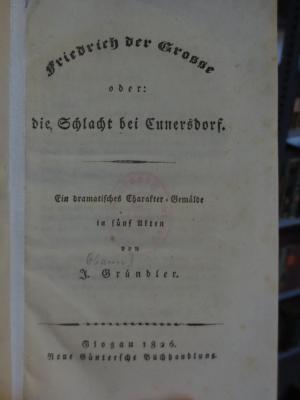 Friedrich der Grosse
oder:
die Schlacht bei Cunersdorf.
Ein dramatisches Charakter-Gemälde
in fünf Akten
von
J. Gründler.
Glogau 1826.
Neue Güntersche Buchhandlung.